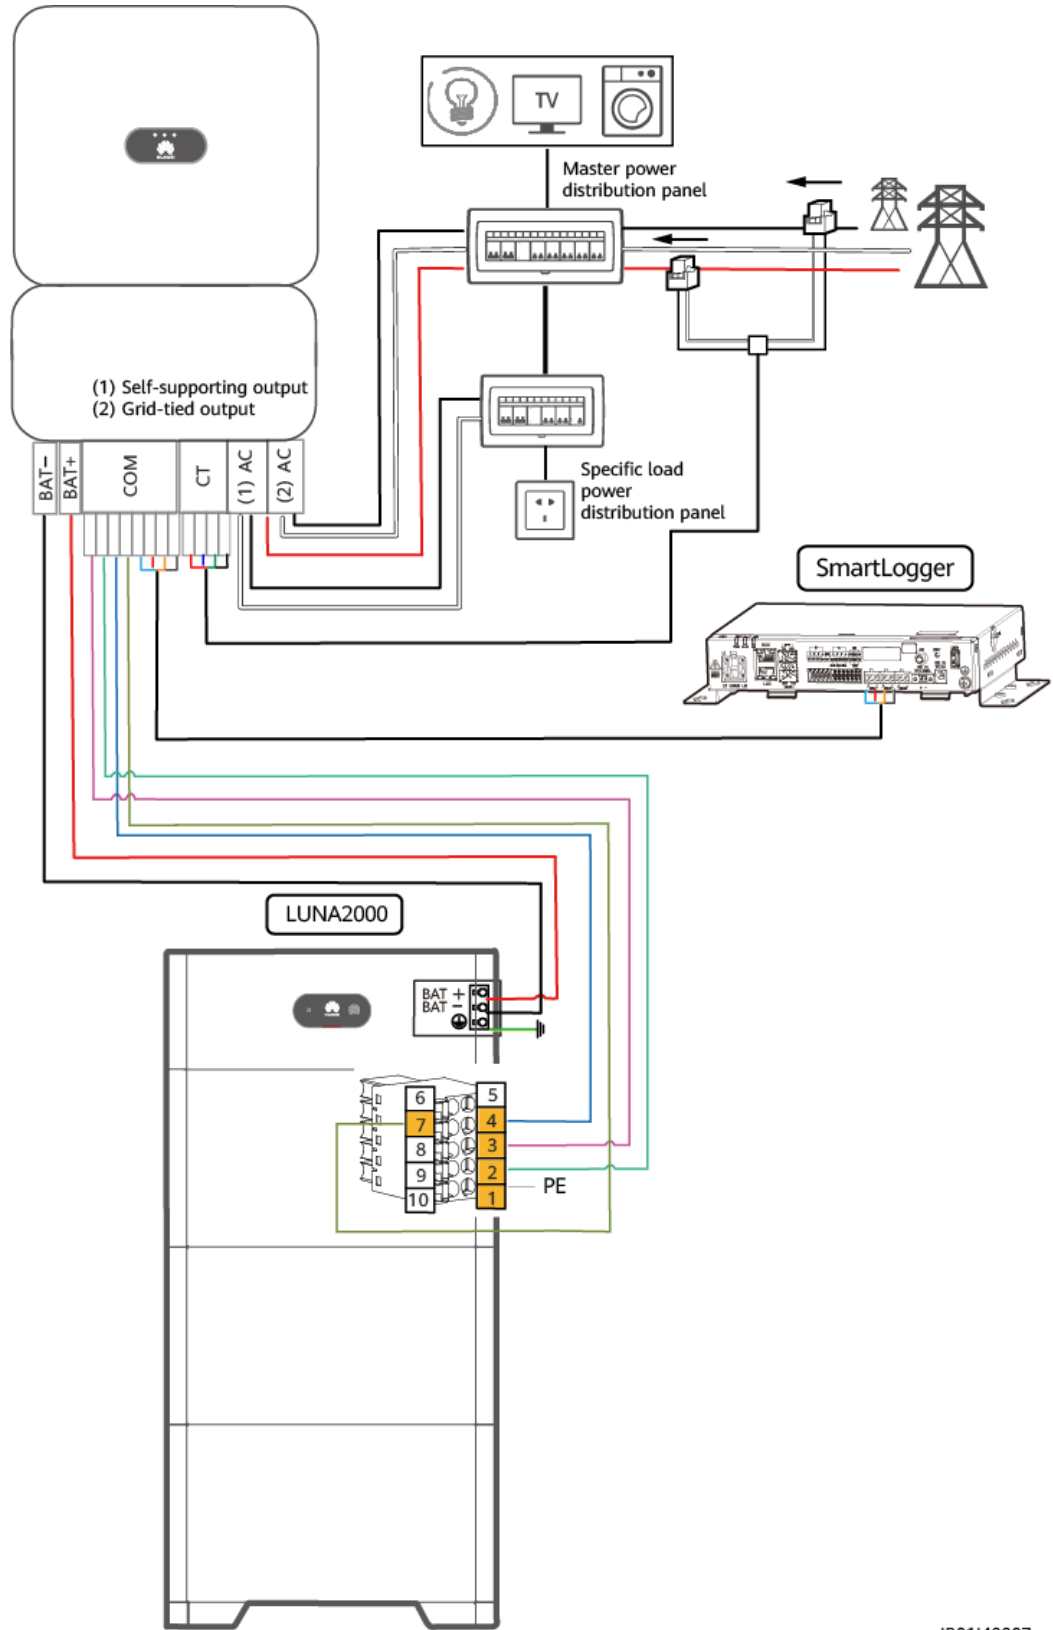 TV
Master power
distribution panel
(1) Self-supporting output
(2) Grid-tied output
BAT−
BAT+
COM
CT
(1) AC
(2) AC
Specific load
power
distribution panel
SmartLogger
LUNA2000
BAT +
BAT −
6
7
8
9
10
5
4
3
2
1
PE